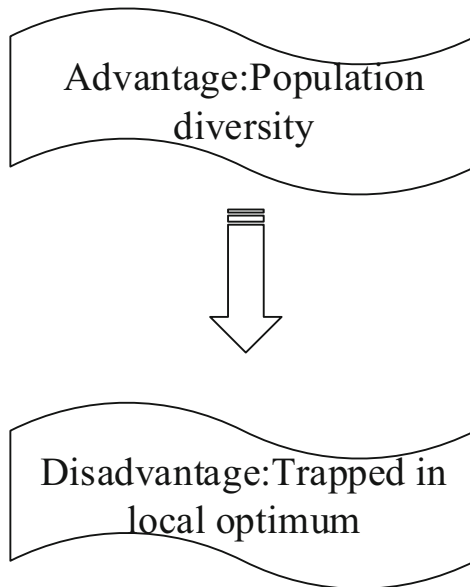 Advantage:Population
diversity
Disadvantage:Trapped in
local optimum